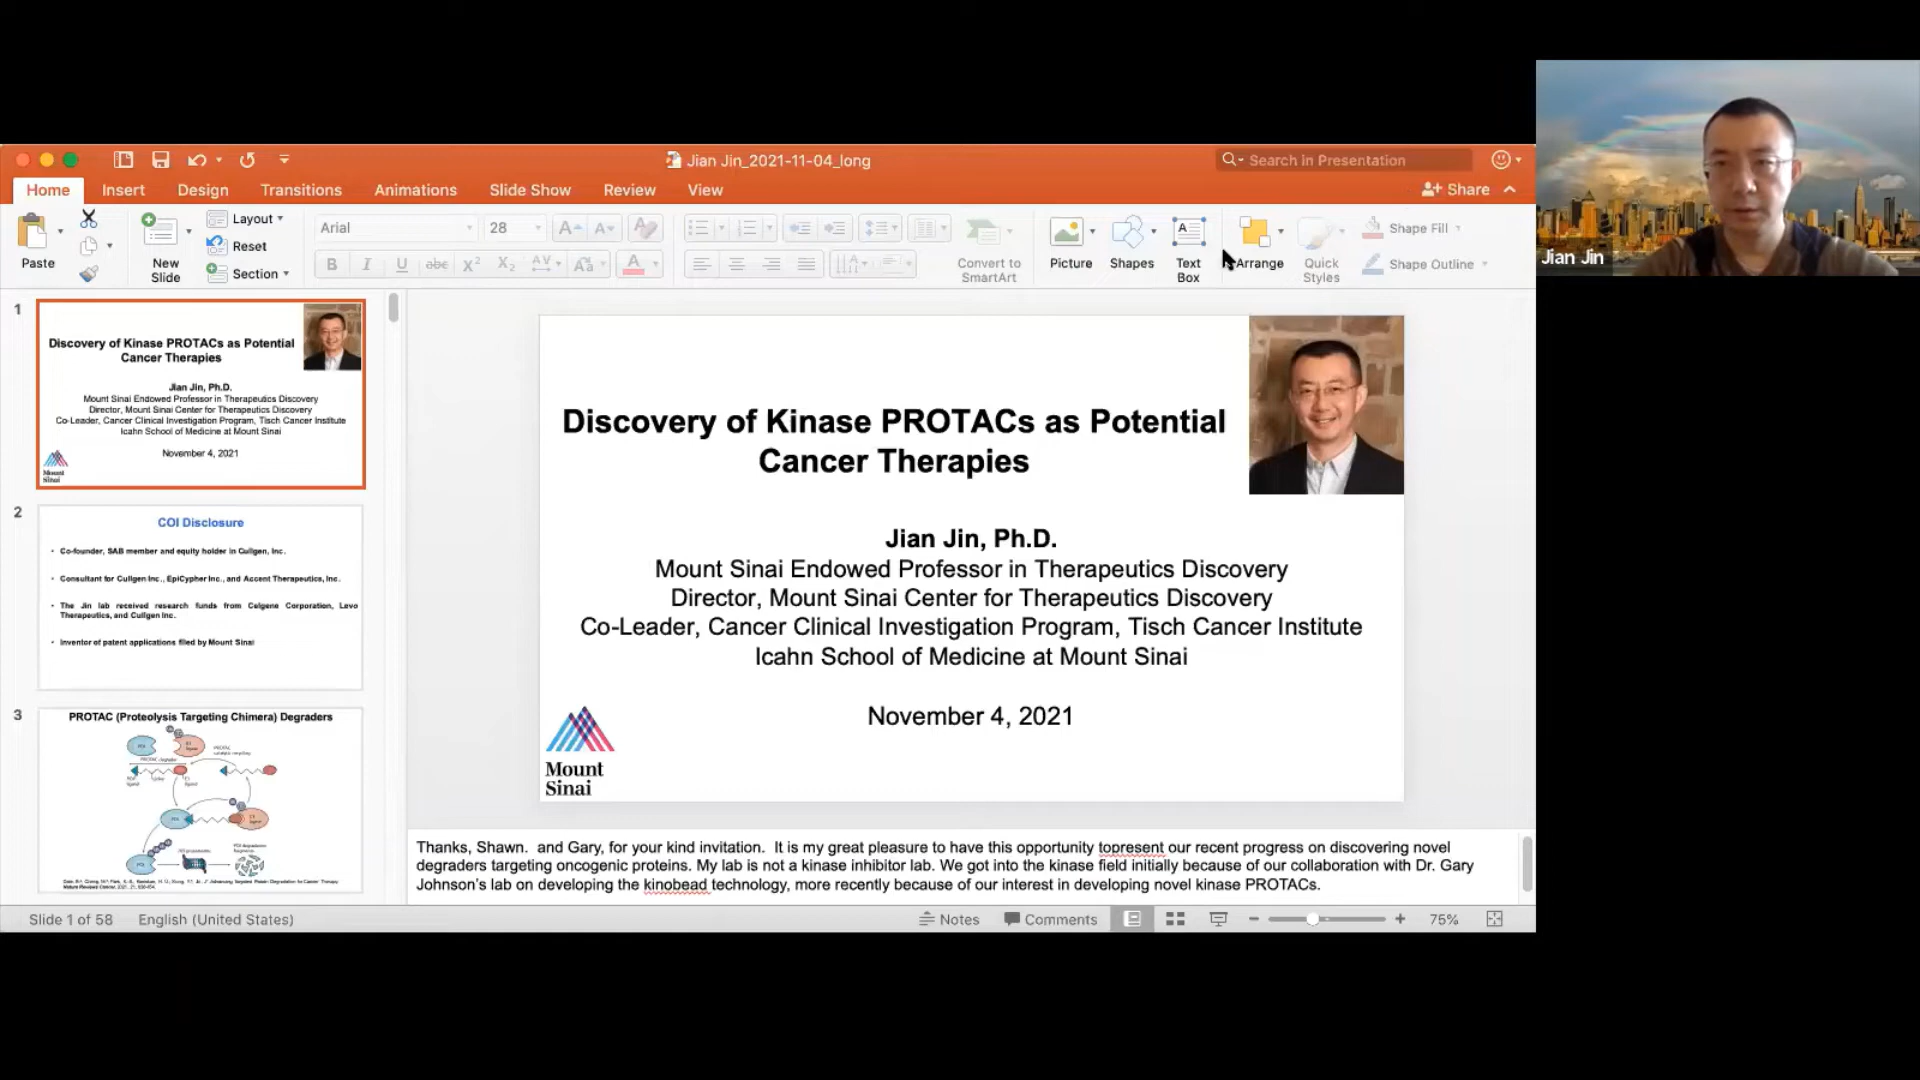 Jian Jin_2021-11-04_long
Search in Presentation
Home Insert Design Transitions Animations Slide Show Review View
Share
Paste
New Slide
Layout
Reset
Section
Arial 28
Convert to SmartArt
Picture
Shapes
Text Box
Arrange
Quick Styles
Shape Fill
Shape Outline
Jian Jin
1
Discovery of Kinase PROTACs as Potential
Cancer Therapies
Jian Jin, Ph.D.
Mount Sinai Endowed Professor in Therapeutics Discovery
Director, Mount Sinai Center for Therapeutics Discovery
Co-Leader, Cancer Clinical Investigation Program, Tisch Cancer Institute
Icahn School of Medicine at Mount Sinai
November 4, 2021
Mount
Sinai
2
COI Disclosure
• Co-founder, SAB member and equity holder in Cullgen, Inc.
• Consultant for Cullgen Inc., EpiCypher Inc., and Accent Therapeutics, Inc.
• The Jin lab received research funds from Celgene Corporation, Levo
Therapeutics, and Cullgen Inc.
• Inventor of patent applications filed by Mount Sinai
3
PROTAC (Proteolysis Targeting Chimera) Degraders
Discovery of Kinase PROTACs as Potential
Cancer Therapies
Jian Jin, Ph.D.
Mount Sinai Endowed Professor in Therapeutics Discovery
Director, Mount Sinai Center for Therapeutics Discovery
Co-Leader, Cancer Clinical Investigation Program, Tisch Cancer Institute
Icahn School of Medicine at Mount Sinai
November 4, 2021
Mount
Sinai
Thanks, Shawn. and Gary, for your kind invitation. It is my great pleasure to have this opportunity topresent our recent progress on discovering novel
degraders targeting oncogenic proteins. My lab is not a kinase inhibitor lab. We got into the kinase field initially because of our collaboration with Dr. Gary
Johnson's lab on developing the kinobead technology, more recently because of our interest in developing novel kinase PROTACs.
Slide 1 of 58 English (United States)
Notes Comments 75%